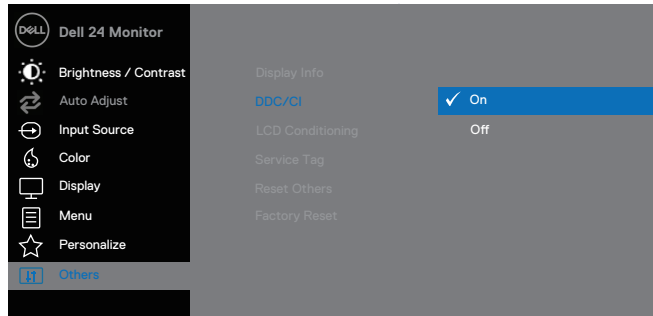 DELL
Dell 24 Monitor
Brightness / Contrast
Auto Adjust
Input Source
Color
Display
Menu
Personalize
Others
Display Info
DDC/CI
LCD Conditioning
Service Tag
Reset Others
Factory Reset
On
Off